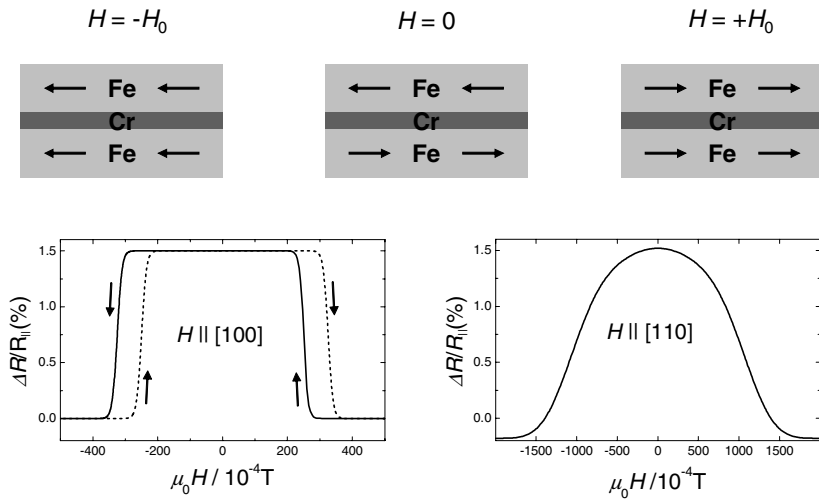 H = -H₀ H = 0 H = +H₀
Fe Fe Fe
Cr Cr Cr
Fe Fe Fe
ΔR/R||(%)
1.5
1.0
0.5
0.0
H || [100]
-400 -200 0 200 400
μ₀H / 10⁻⁴T
ΔR/R||(%)
1.5
1.0
0.5
0.0
H || [110]
-1500 -1000 -500 0 500 1000 1500
μ₀H /10⁻⁴T